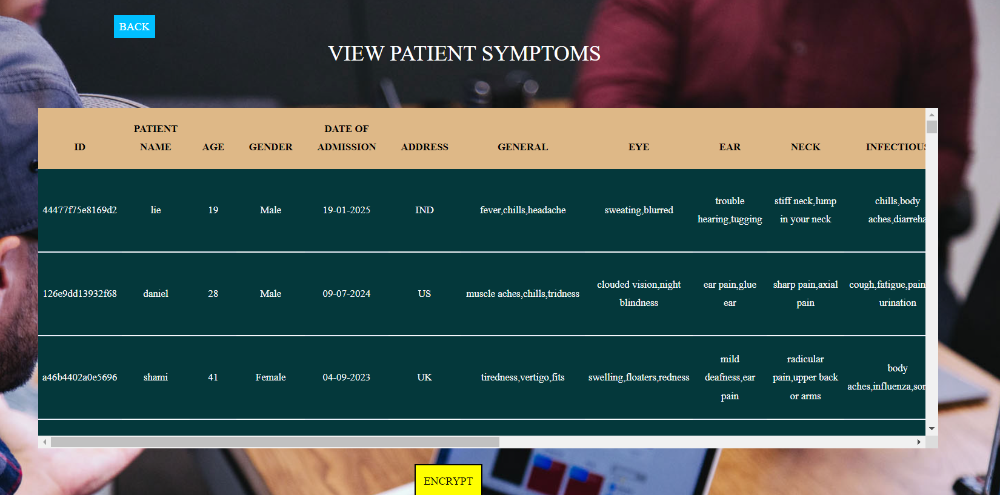 BACK
VIEW PATIENT SYMPTOMS
ID PATIENT NAME AGE GENDER DATE OF ADMISSION ADDRESS GENERAL EYE EAR NECK INFECTIOUS
44477f75e8169d2 lie 19 Male 19-01-2025 IND fever,chills,headache sweating,blurred trouble hearing,tugging stiff neck,lump in your neck chills,body aches,diarreha
126e9dd13932f68 daniel 28 Male 09-07-2024 US muscle aches,chills,tridness clouded vision,night blindness ear pain,glue ear sharp pain,axial pain cough,fatigue,pain urination
a46b4402a0e5696 shami 41 Female 04-09-2023 UK tiredness,vertigo,fits swelling,floaters,redness mild deafness,ear pain radicular pain,upper back or arms body aches,influenza,
ENCRYPT